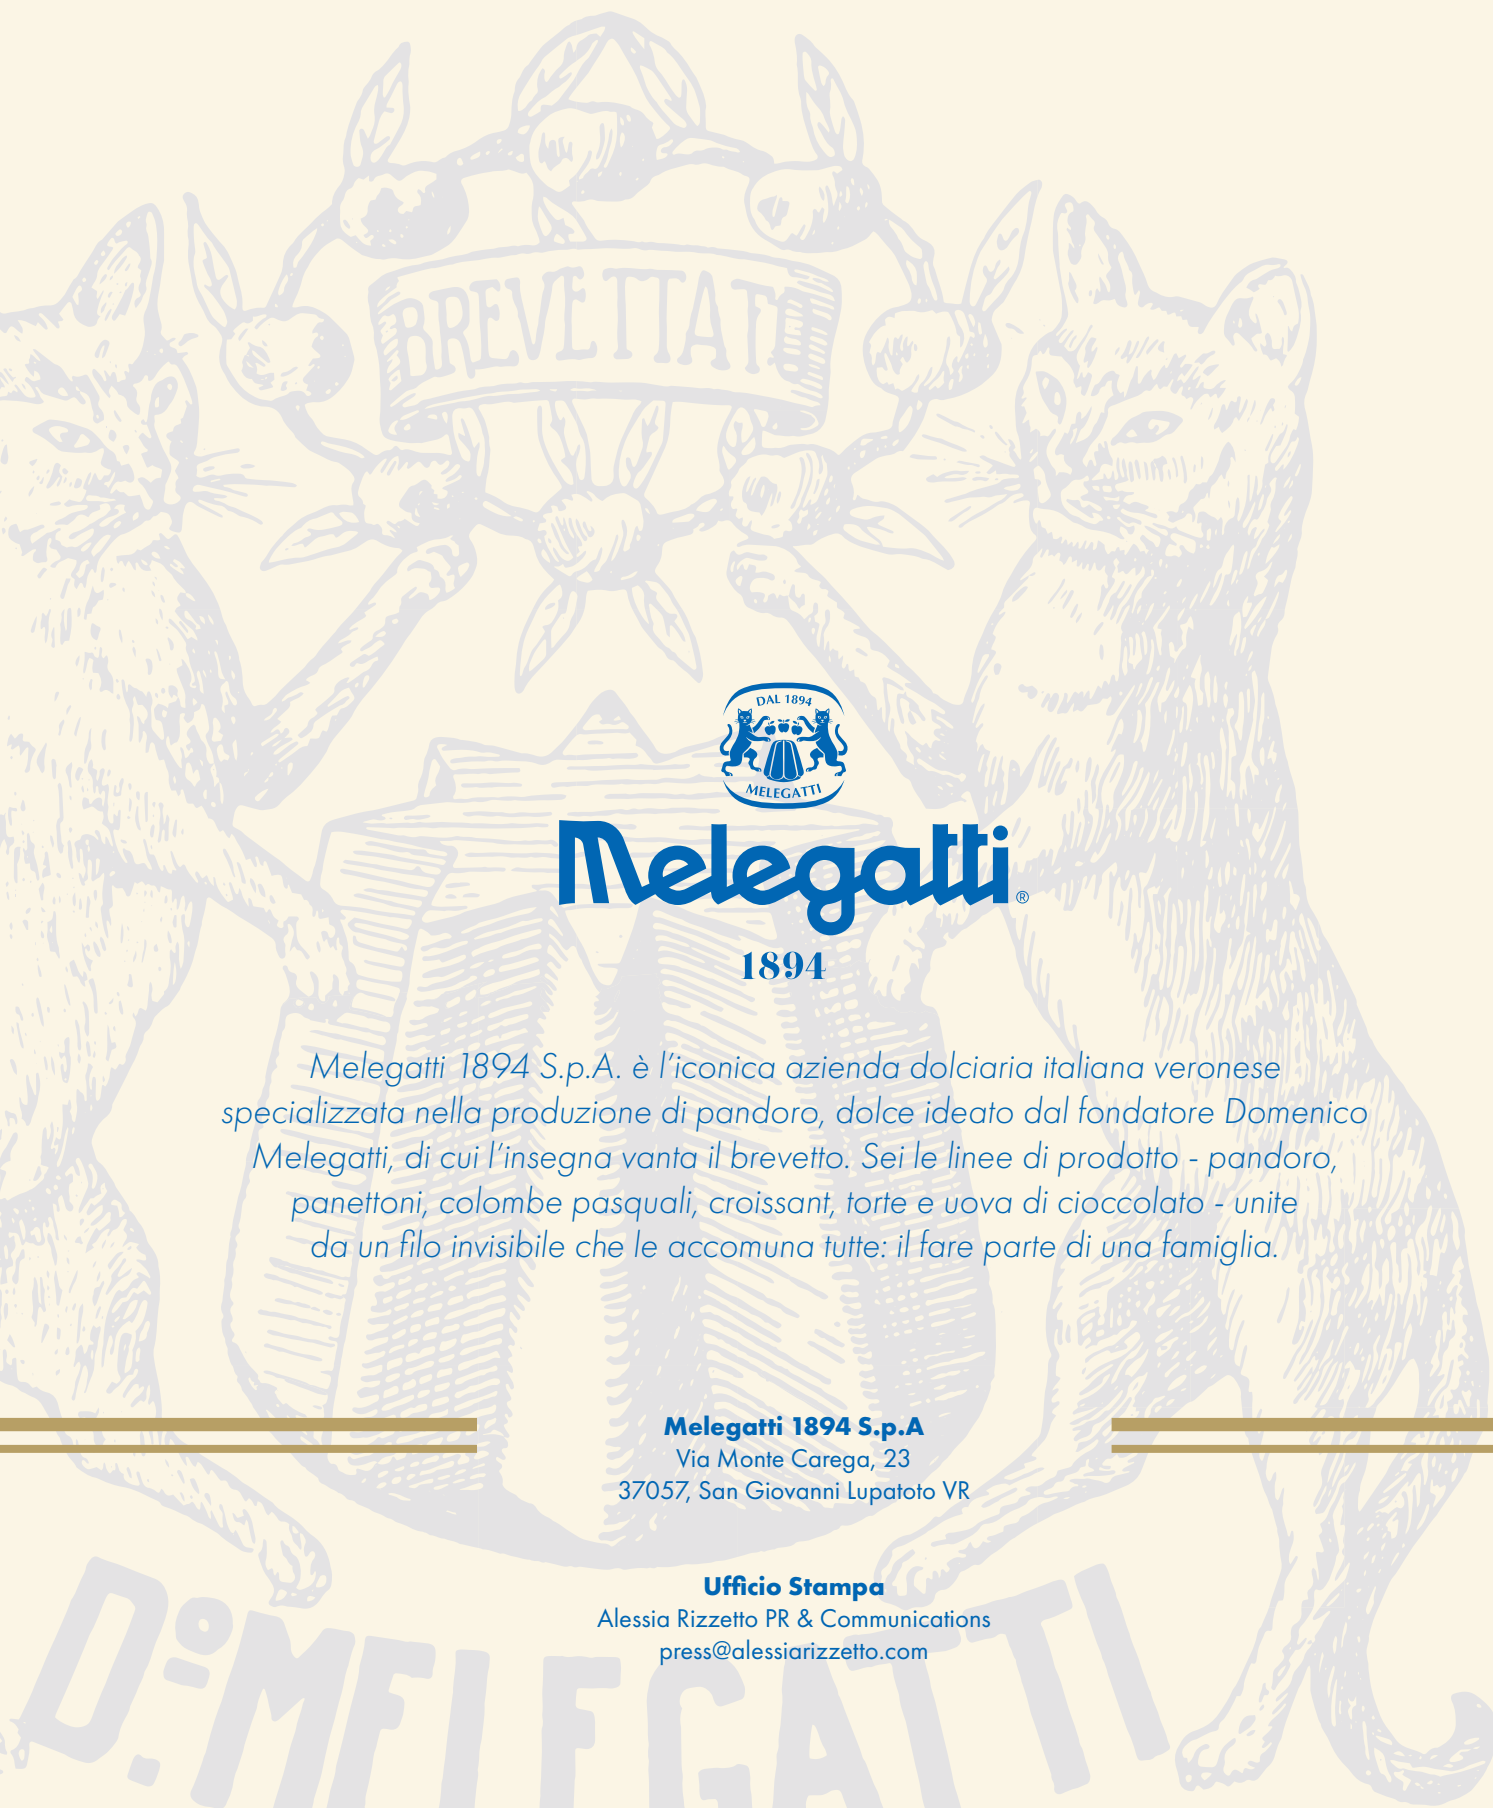 BREVETTATO
DAL 1894
MELEGATTI
Melegatti®
1894
Melegatti 1894 S.p.A. è l’iconica azienda dolciaria italiana veronese
specializzata nella produzione di pandoro, dolce ideato dal fondatore Domenico
Melegatti, di cui l’insegna vanta il brevetto. Sei le linee di prodotto - pandoro,
panettoni, colombe pasquali, croissant, torte e uova di cioccolato - unite
da un filo invisibile che le accomuna tutte: il fare parte di una famiglia.
Melegatti 1894 S.p.A
Via Monte Carega, 23
37057, San Giovanni Lupatoto VR
Ufficio Stampa
Alessia Rizzetto PR & Communications
press@alessiarizzetto.com
Dº. MELEGATTI